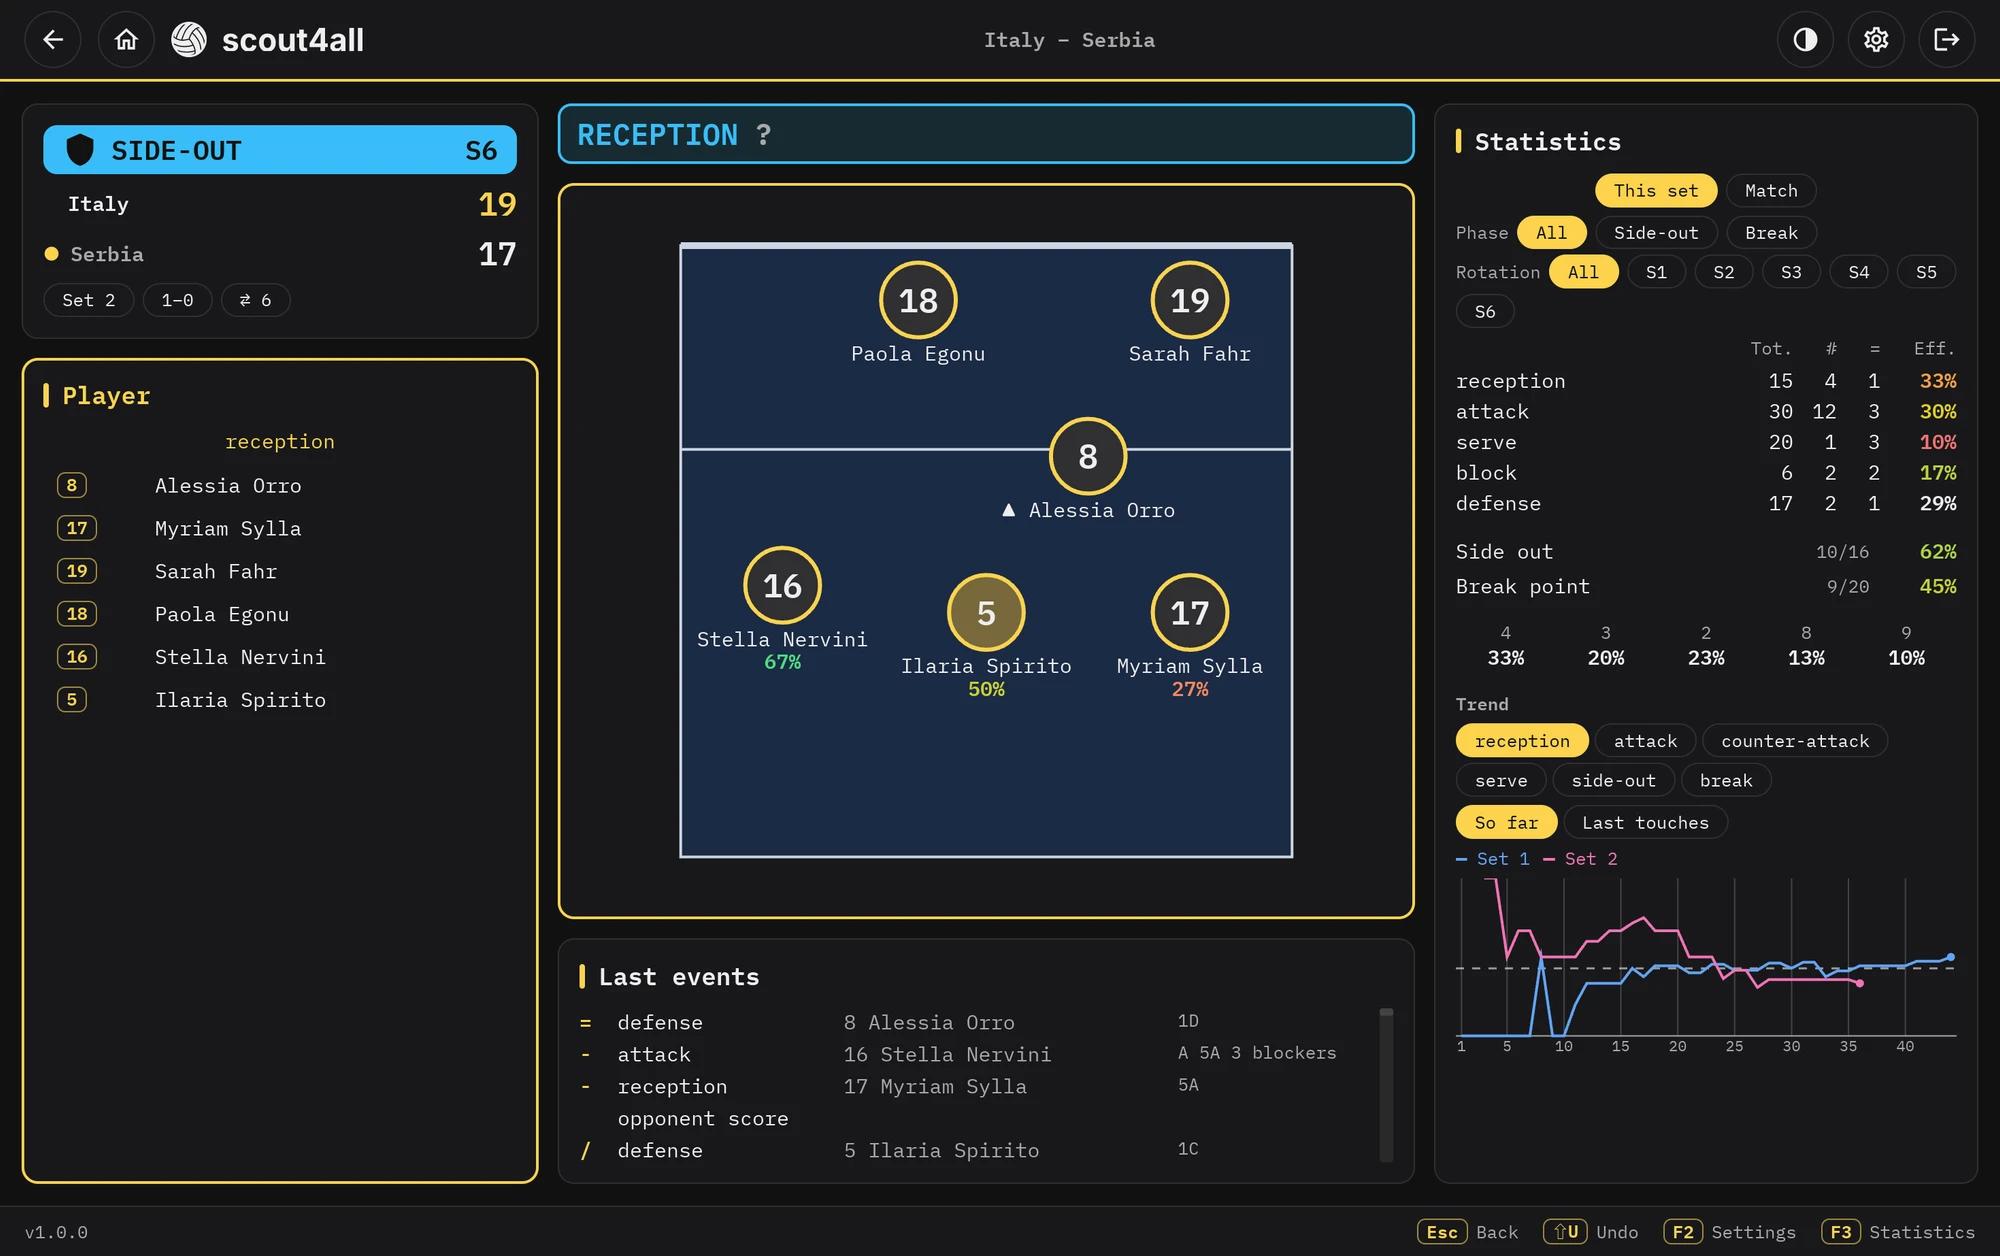 scout4all
Italy – Serbia
SIDE-OUT S6
Italy 19
Serbia 17
Set 2 1–0 ⇄ 6
Player
reception
8 Alessia Orro
17 Myriam Sylla
19 Sarah Fahr
18 Paola Egonu
16 Stella Nervini
5 Ilaria Spirito
RECEPTION ?
18 19
Paola Egonu Sarah Fahr
8
▲ Alessia Orro
16 5 17
Stella Nervini
67%
Ilaria Spirito Myriam Sylla
50% 27%
Last events
= defense 8 Alessia Orro 1D
- attack 16 Stella Nervini A 5A 3 blockers
- reception 17 Myriam Sylla 5A
opponent score
/ defense 5 Ilaria Spirito 1C
Statistics
This set Match
Phase All Side-out Break
Rotation All S1 S2 S3 S4 S5
S6
Tot. # = Eff.
reception 15 4 1 33%
attack 30 12 3 30%
serve 20 1 3 10%
block 6 2 2 17%
defense 17 2 1 29%
Side out 10/16 62%
Break point 9/20 45%
4 3 2 8 9
33% 20% 23% 13% 10%
Trend
reception attack counter-attack
serve side-out break
So far Last touches
Set 1 Set 2
1 5 10 15 20 25 30 35 40
v1.0.0
Esc Back ⇧U Undo F2 Settings F3 Statistics